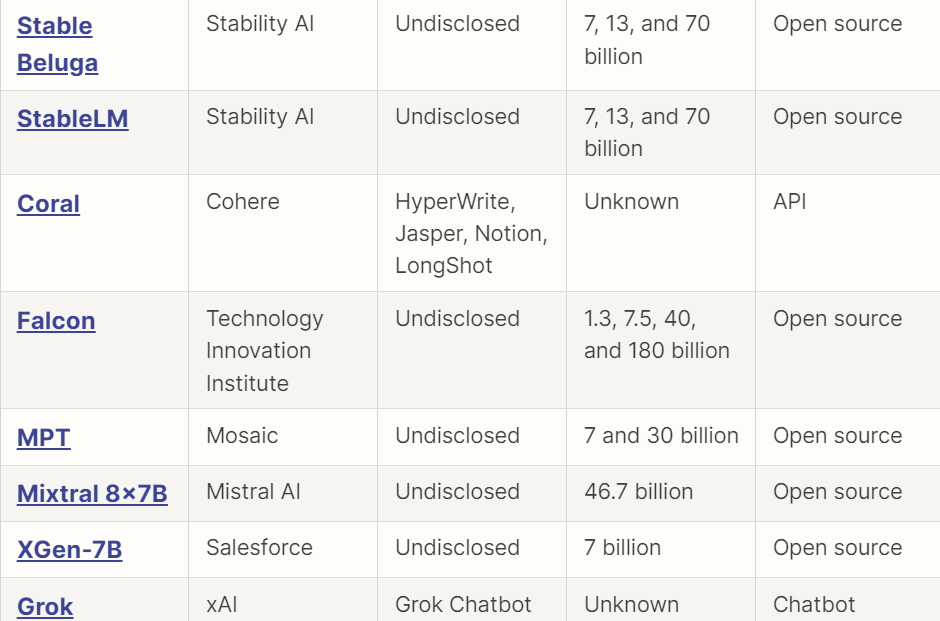 Stable Stability AI Undisclosed 7, 13, and 70 Open source
Beluga billion
StableLM Stability AI Undisclosed 7, 13, and 70 Open source
billion
Coral Cohere HyperWrite, Unknown API
Jasper, Notion,
LongShot
Falcon Technology Undisclosed 1.3, 7.5, 40, Open source
Innovation and 180 billion
Institute
MPT Mosaic Undisclosed 7 and 30 billion Open source
Mixtral 8×7B Mistral AI Undisclosed 46.7 billion Open source
XGen-7B Salesforce Undisclosed 7 billion Open source
Grok xAI Grok Chatbot Unknown Chatbot